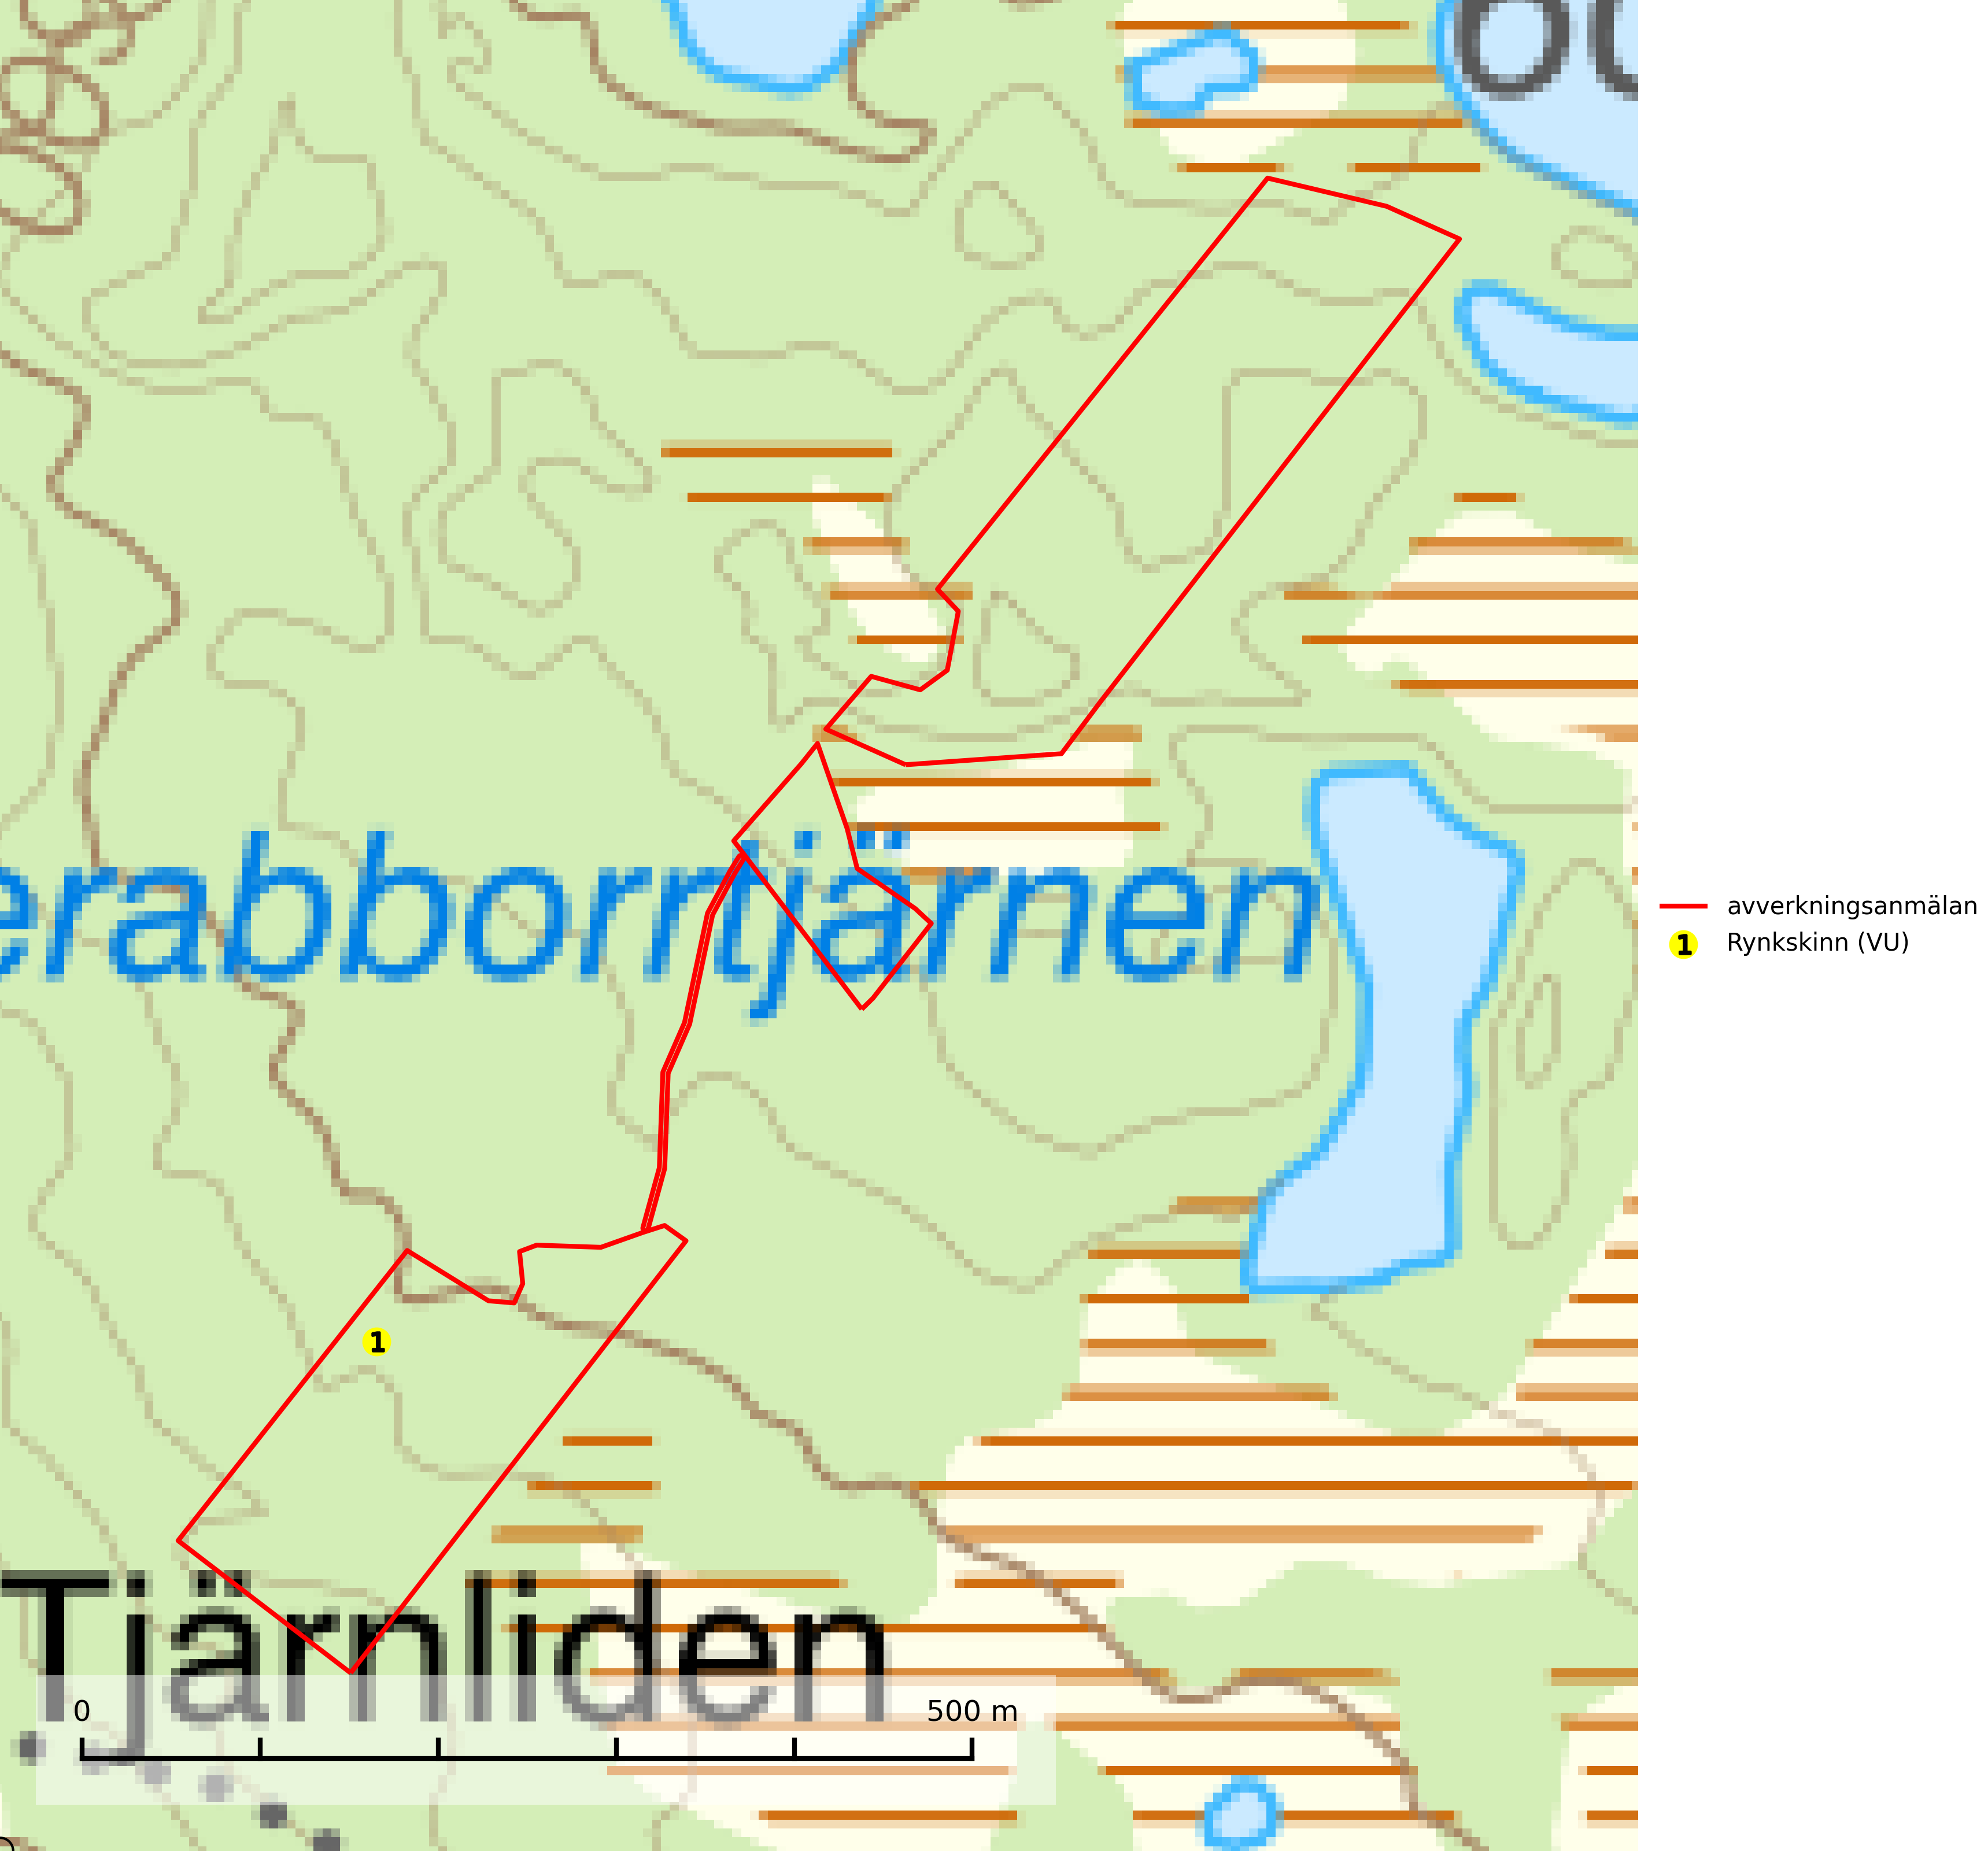 erabborrtjärnen
avverkningsanmälan
1 Rynkskinn (VU)
1
Tjärnliden
0 500 m